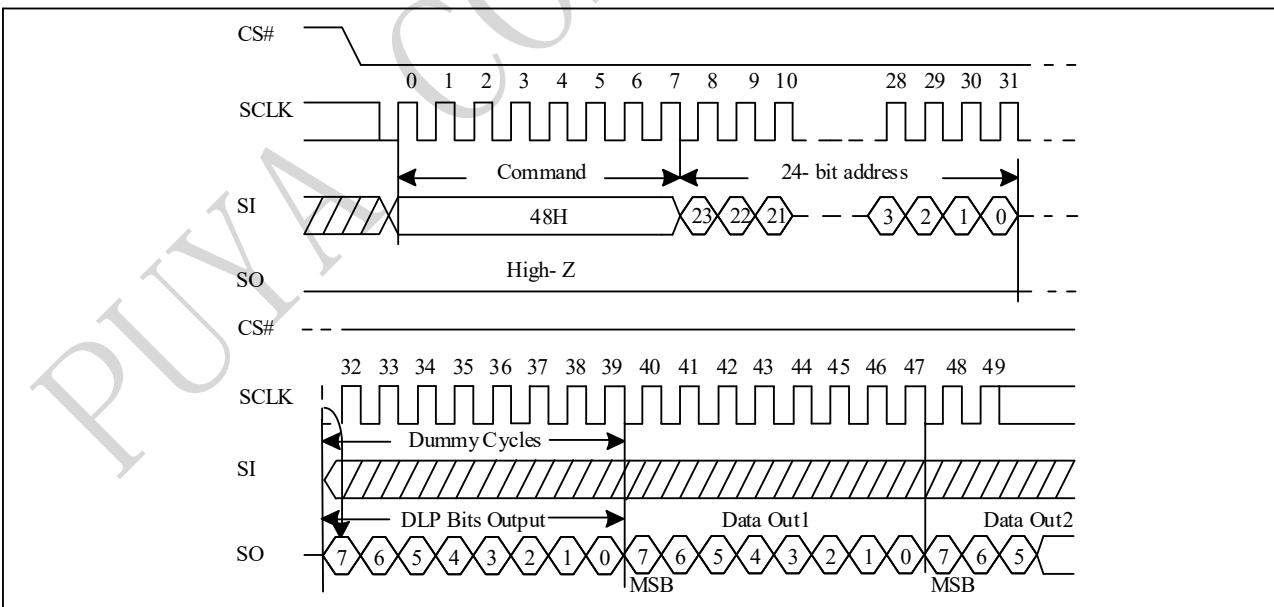 CS#
0 1 2 3 4 5 6 7 8 9 10 28 29 30 31
SCLK
Command 24- bit address
SI 48H 23 22 21 3 2 1 0
SO High- Z
CS#
32 33 34 35 36 37 38 39 40 41 42 43 44 45 46 47 48 49
SCLK
Dummy Cycles
SI
DLP Bits Output Data Out1 Data Out2
SO 7 6 5 4 3 2 1 0 7 6 5 4 3 2 1 0 7 6 5
MSB MSB
PUYA CO